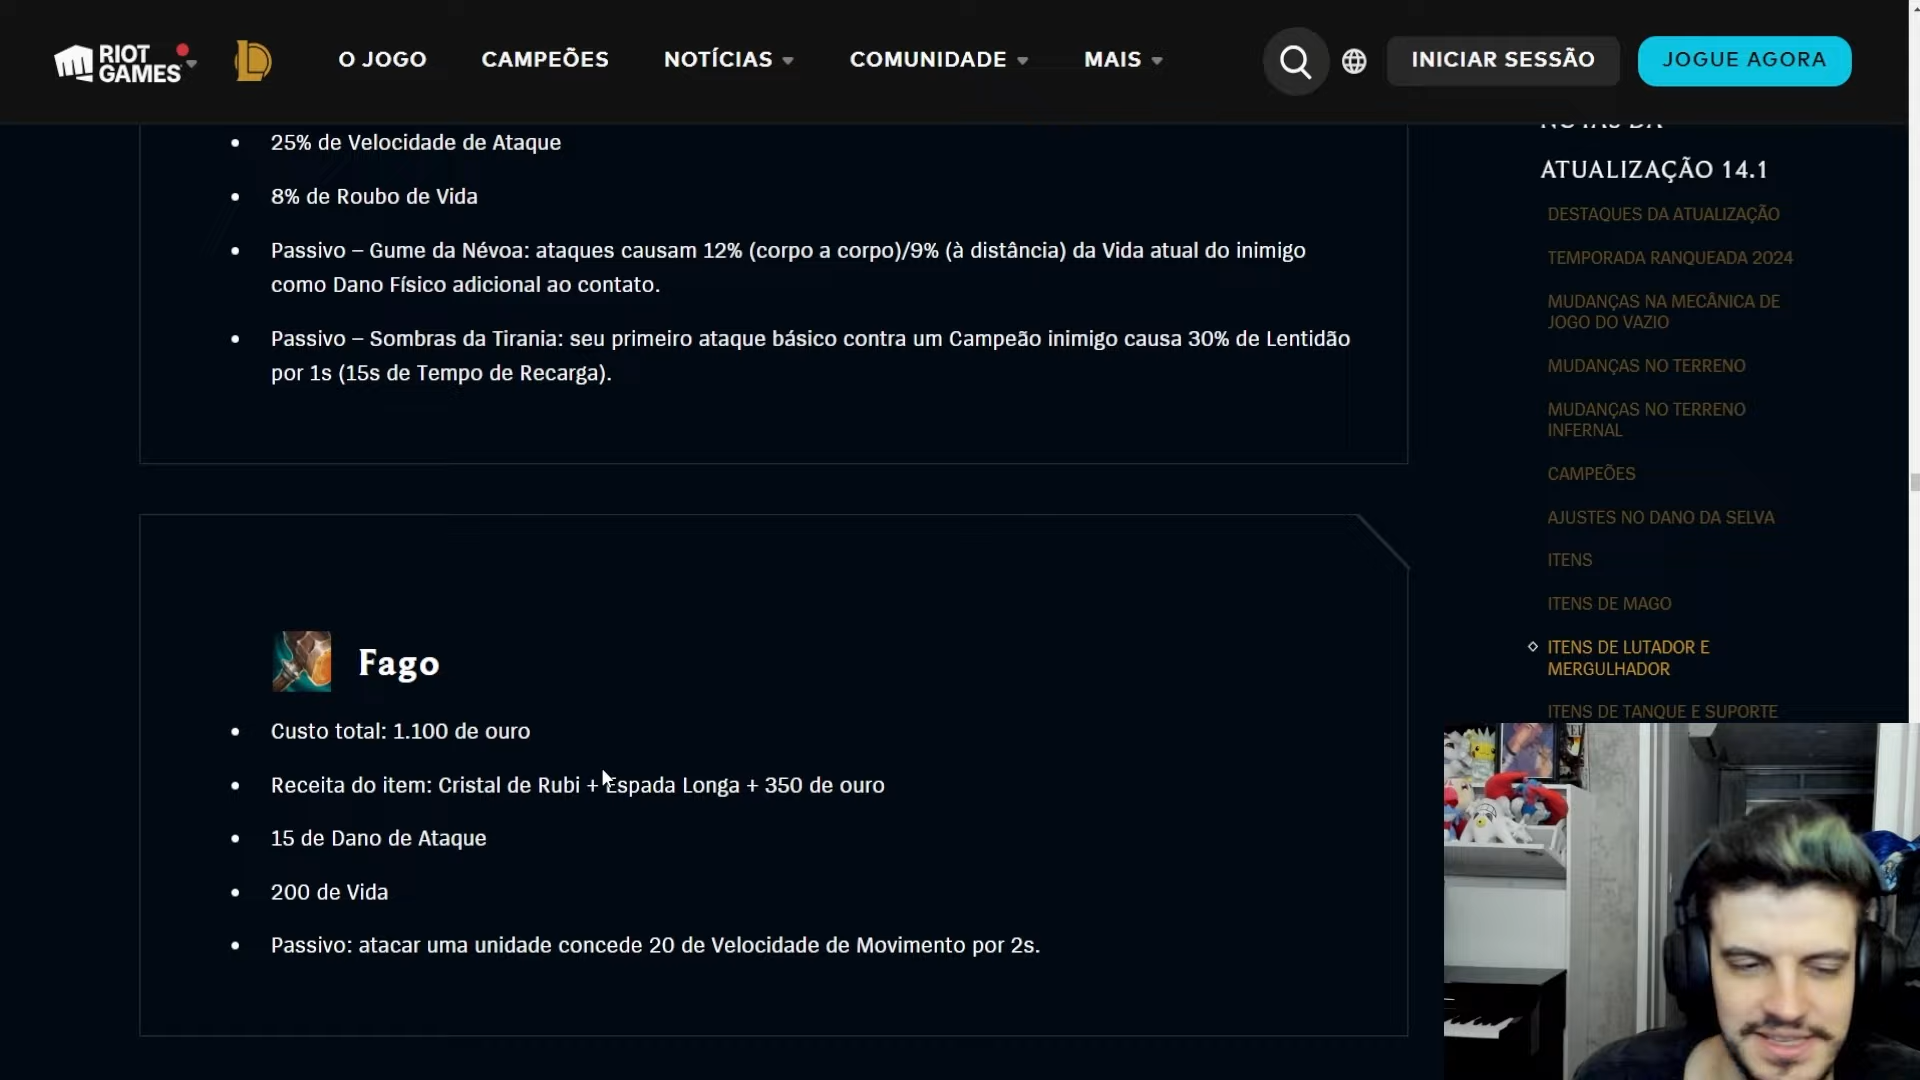 RIOT GAMES
O JOGO
CAMPEÕES
NOTÍCIAS
COMUNIDADE
MAIS
INICIAR SESSÃO
JOGUE AGORA
25% de Velocidade de Ataque
8% de Roubo de Vida
Passivo – Gume da Névoa: ataques causam 12% (corpo a corpo)/9% (à distância) da Vida atual do inimigo
como Dano Físico adicional ao contato.
Passivo – Sombras da Tirania: seu primeiro ataque básico contra um Campeão inimigo causa 30% de Lentidão
por 1s (15s de Tempo de Recarga).
Fago
Custo total: 1.100 de ouro
Receita do item: Cristal de Rubi + Espada Longa + 350 de ouro
15 de Dano de Ataque
200 de Vida
Passivo: atacar uma unidade concede 20 de Velocidade de Movimento por 2s.
NOTAS DA
ATUALIZAÇÃO 14.1
DESTAQUES DA ATUALIZAÇÃO
TEMPORADA RANQUEADA 2024
MUDANÇAS NA MECÂNICA DE
JOGO DO VAZIO
MUDANÇAS NO TERRENO
MUDANÇAS NO TERRENO
INFERNAL
CAMPEÕES
AJUSTES NO DANO DA SELVA
ITENS
ITENS DE MAGO
ITENS DE LUTADOR E
MERGULHADOR
ITENS DE TANQUE E SUPORTE